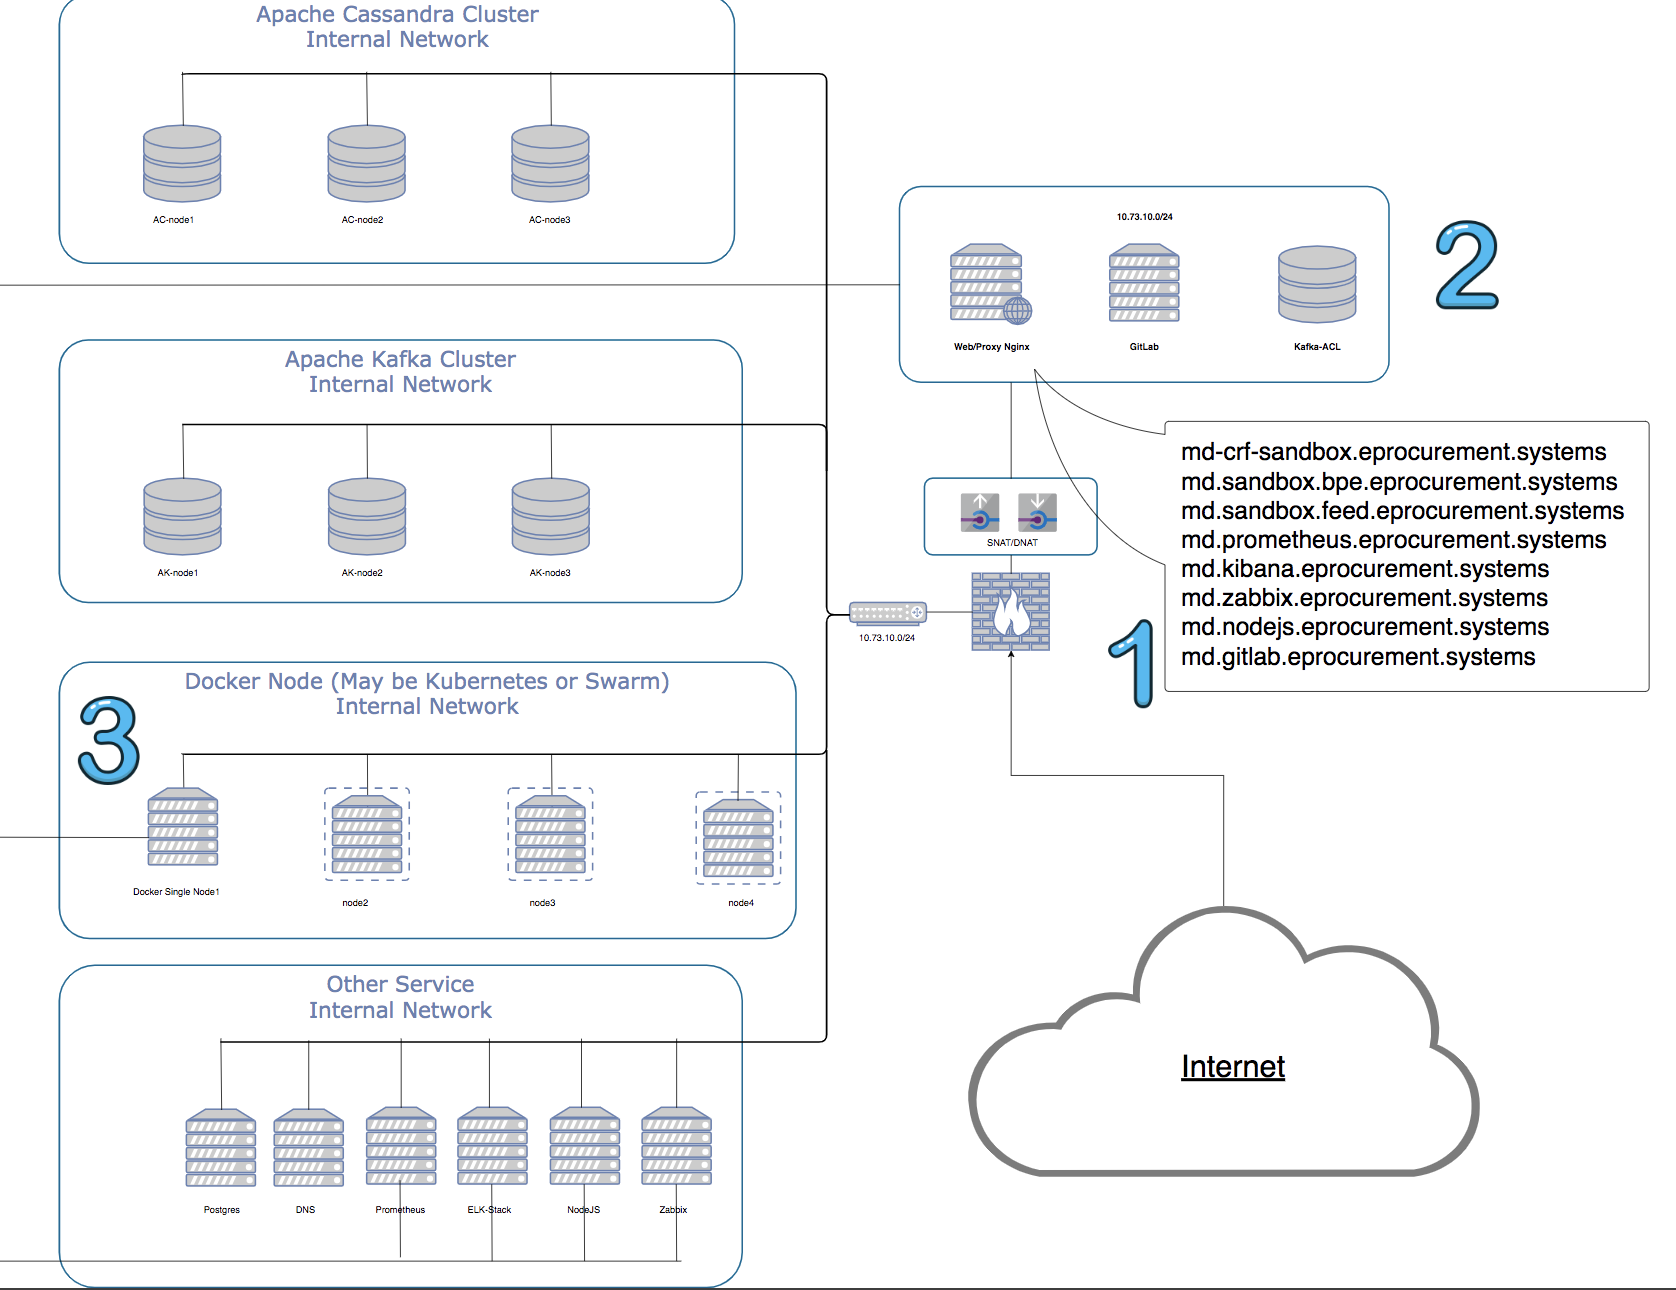 Apache Cassandra Cluster
Internal Network
AC-node1
AC-node2
AC-node3
10.73.10.0/24
Web/Proxy Nginx
GitLab
Kafka-ACL
2
Apache Kafka Cluster
Internal Network
AK-node1
AK-node2
AK-node3
md-crf-sandbox.eprocurement.systems
md.sandbox.bpe.eprocurement.systems
md.sandbox.feed.eprocurement.systems
md.prometheus.eprocurement.systems
md.kibana.eprocurement.systems
md.zabbix.eprocurement.systems
md.nodejs.eprocurement.systems
md.gitlab.eprocurement.systems
SNAT/DNAT
10.73.10.0/24
1
Docker Node (May be Kubernetes or Swarm)
Internal Network
3
Docker Single Node1
node2
node3
node4
Other Service
Internal Network
Postgres
DNS
Prometheus
ELK-Stack
NodeJS
Zabbix
Internet